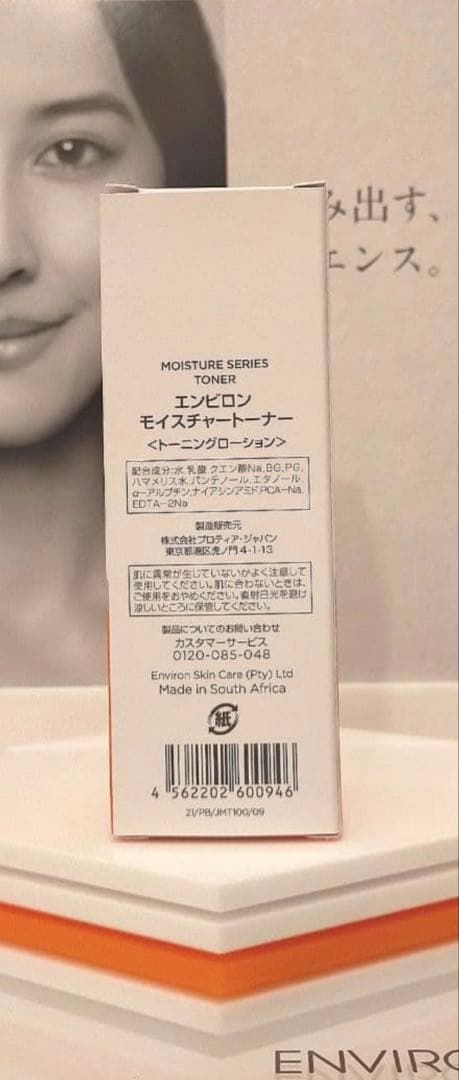 み出す、
エンス。
MOISTURE SERIES
TONER
エンビロン
モイスチャートーナー
<トーニングローション>
配合成分:水,乳酸,クエン酸Na,BG,PG,
ハマメリス水,パンテノール,エタノール,
α-アルブチン,ナイアシンアミド,PCA-Na,
EDTA-2Na
製造販売元
株式会社プロティア・ジャパン
東京都港区虎ノ門4-1-13
肌に異常が生じていないかよく注意して
使用してください。肌に合わないときは、
ご使用をおやめください。直射日光を避け
涼しいところに保管してください。
製品についてのお問い合わせ
カスタマーサービス
0120-085-048
Environ Skin Care (Pty) Ltd
Made in South Africa
紙
4 562202 600946
21/PB/JMT100/09
ENVIRO